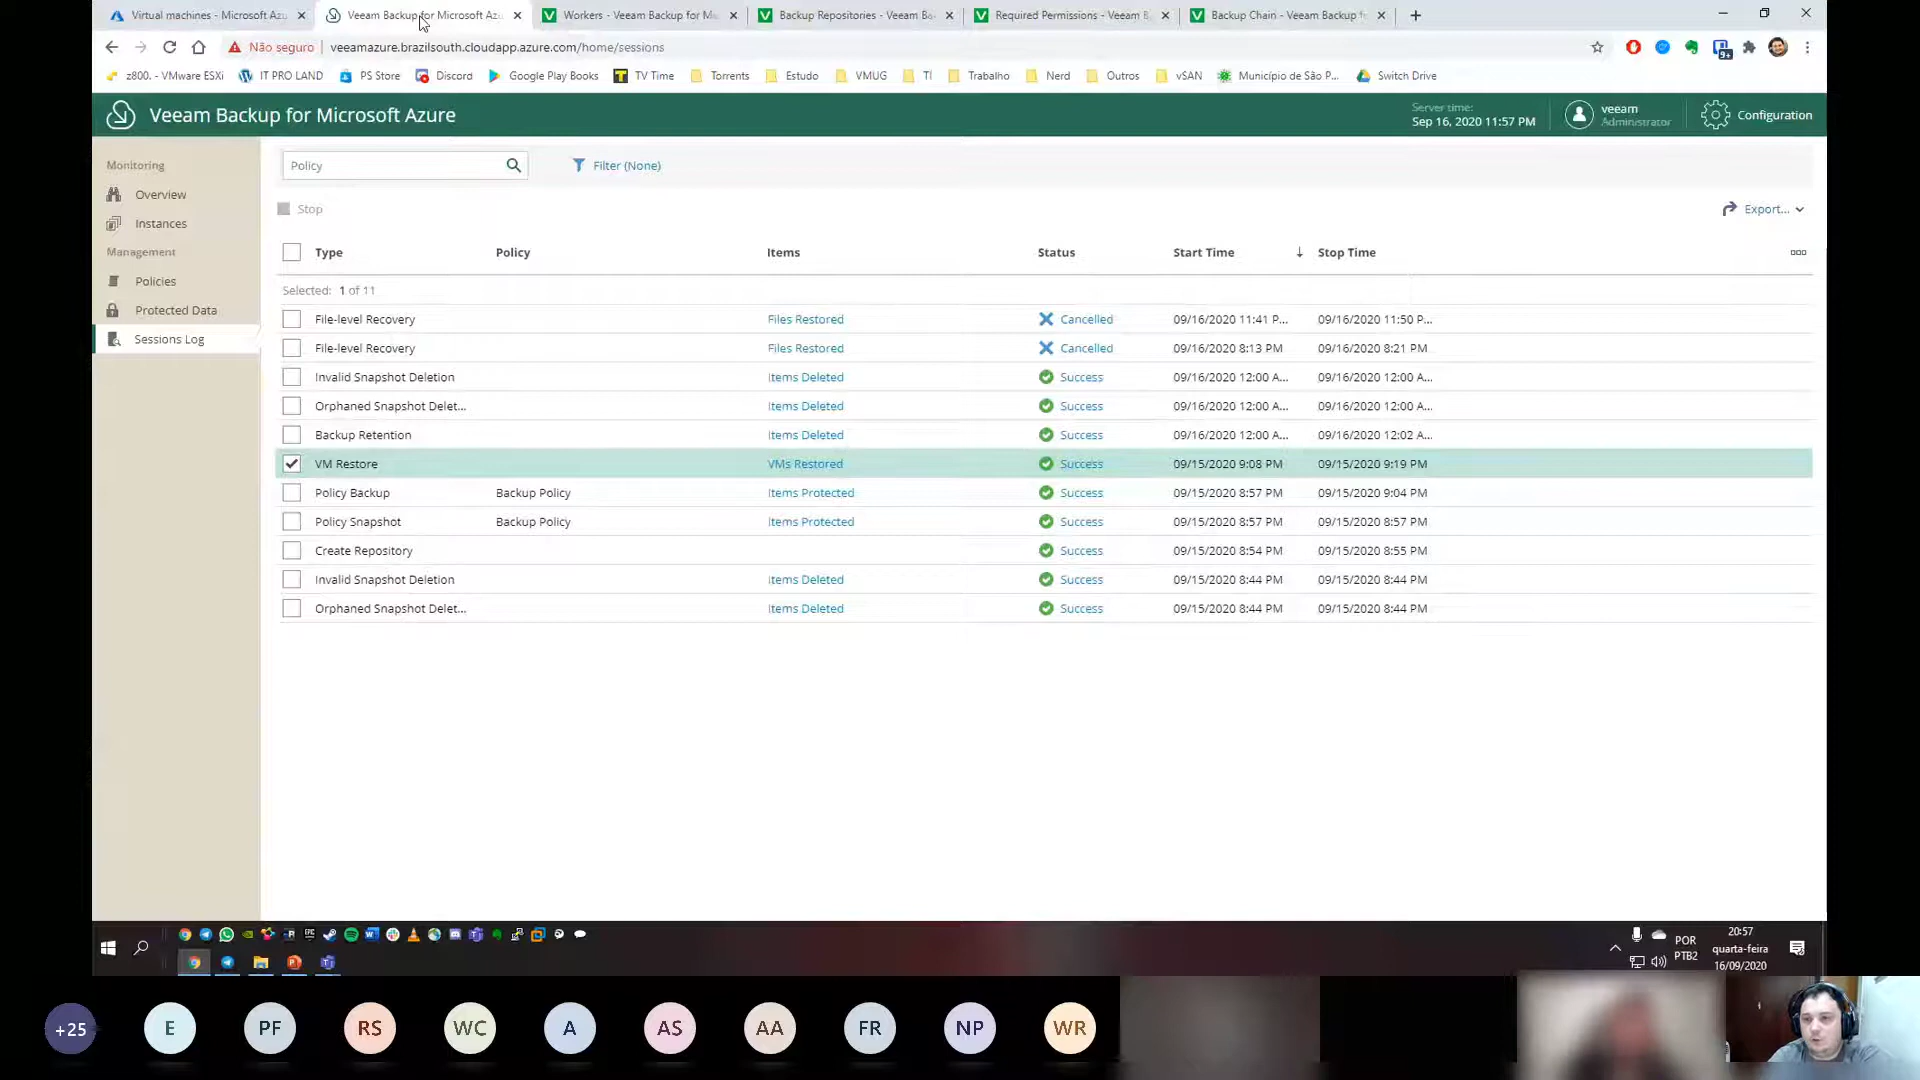 Virtual machines - Microsoft Azu
Veeam Backup for Microsoft Azu
Workers - Veeam Backup for Mi
Backup Repositories - Veeam Ba
Required Permissions - Veeam B
Backup Chain - Veeam Backup f
Não seguro
veeamazure.brazilsouth.cloudapp.azure.com/home/sessions
z800. - VMware ESXi
IT PRO LAND
PS Store
Discord
Google Play Books
TV Time
Torrents
Estudo
VMUG
TI
Trabalho
Nerd
Outros
vSAN
Município de São P...
Switch Drive
Veeam Backup for Microsoft Azure
Server time:
Sep 16, 2020 11:57 PM
veeam
Administrator
Configuration
Monitoring
Overview
Instances
Management
Policies
Protected Data
Sessions Log
Policy
Filter (None)
Stop
Export...
Type Policy Items Status Start Time Stop Time
Selected: 1 of 11
File-level Recovery Files Restored Cancelled 09/16/2020 11:41 P... 09/16/2020 11:50 P...
File-level Recovery Files Restored Cancelled 09/16/2020 8:13 PM 09/16/2020 8:21 PM
Invalid Snapshot Deletion Items Deleted Success 09/16/2020 12:00 A... 09/16/2020 12:00 A...
Orphaned Snapshot Delet... Items Deleted Success 09/16/2020 12:00 A... 09/16/2020 12:00 A...
Backup Retention Items Deleted Success 09/16/2020 12:00 A... 09/16/2020 12:02 A...
VM Restore VMs Restored Success 09/15/2020 9:08 PM 09/15/2020 9:19 PM
Policy Backup Backup Policy Items Protected Success 09/15/2020 8:57 PM 09/15/2020 9:04 PM
Policy Snapshot Backup Policy Items Protected Success 09/15/2020 8:57 PM 09/15/2020 8:57 PM
Create Repository Success 09/15/2020 8:54 PM 09/15/2020 8:55 PM
Invalid Snapshot Deletion Items Deleted Success 09/15/2020 8:44 PM 09/15/2020 8:44 PM
Orphaned Snapshot Delet... Items Deleted Success 09/15/2020 8:44 PM 09/15/2020 8:44 PM
POR
PTB2
20:57
quarta-feira
16/09/2020
+25
E
PF
RS
WC
A
AS
AA
FR
NP
WR